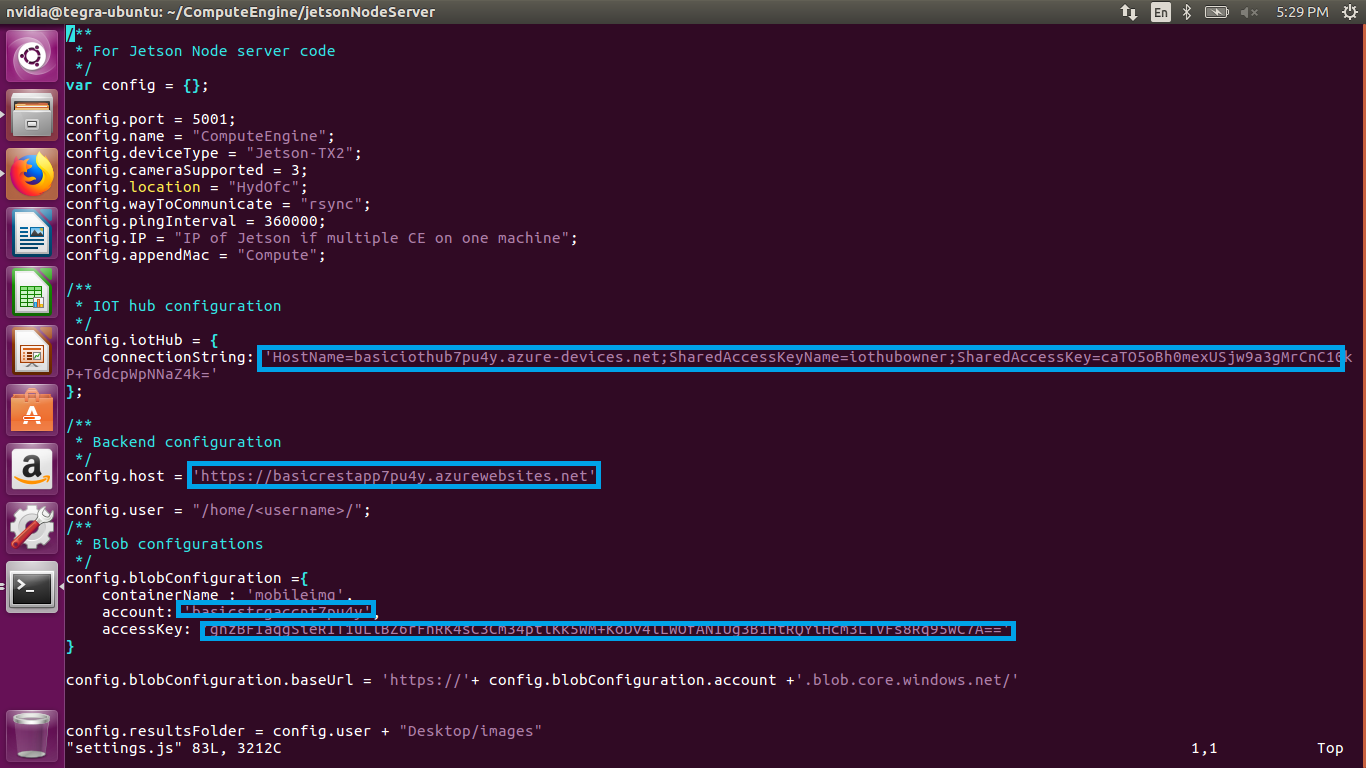 nvidia@tegra-ubuntu: ~/ComputeEngine/jetsonNodeServer
En
5:29 PM
/**
 * For Jetson Node server code
 */
var config = {};
config.port = 5001;
config.name = "ComputeEngine";
config.deviceType = "Jetson-TX2";
config.cameraSupported = 3;
config.location = "HydOfc";
config.wayToCommunicate = "rsync";
config.pingInterval = 360000;
config.IP = "IP of Jetson if multiple CE on one machine";
config.appendMac = "Compute";
/**
 * IOT hub configuration
 */
config.iotHub = {
    connectionString: 'HostName=basiciothub7pu4y.azure-devices.net;SharedAccessKeyName=iothubowner;SharedAccessKey=caTO5oBh0mexUSjw9a3gMrCnC10k
P+T6dcpWpNNaZ4k='
};
/**
 * Backend configuration
 */
config.host = 'https://basicrestapp7pu4y.azurewebsites.net'
config.user = "/home/<username>/";
/**
 * Blob configurations
 */
config.blobConfiguration ={
    containerName : 'mobileimg',
    account: 'basicstrgaccnt7pu4y',
    accessKey:
}
config.blobConfiguration.baseUrl = 'https://'+ config.blobConfiguration.account +'.blob.core.windows.net/'
config.resultsFolder = config.user + "Desktop/images"
"settings.js" 83L, 3212C 1,1 Top